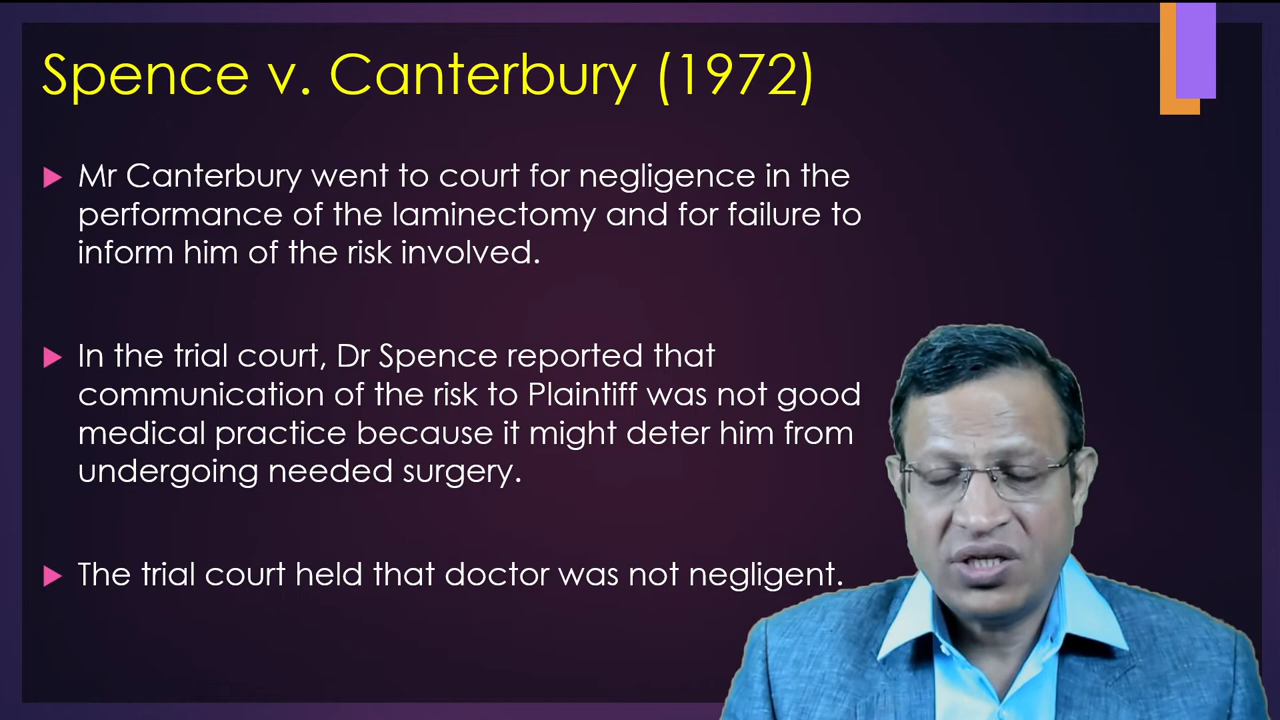 Spence v. Canterbury (1972)
Mr Canterbury went to court for negligence in the
performance of the laminectomy and for failure to
inform him of the risk involved.
In the trial court, Dr Spence reported that
communication of the risk to Plaintiff was not good
medical practice because it might deter him from
undergoing needed surgery.
The trial court held that doctor was not negligent.